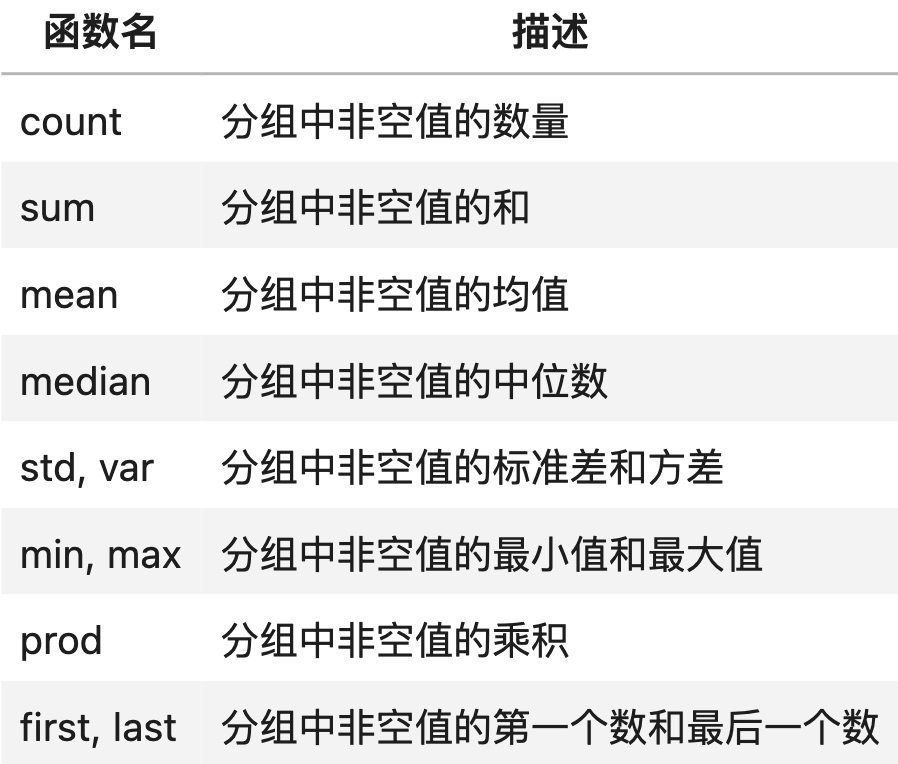 函数名 描述
count 分组中非空值的数量
sum 分组中非空值的和
mean 分组中非空值的均值
median 分组中非空值的中位数
std, var 分组中非空值的标准差和方差
min, max 分组中非空值的最小值和最大值
prod 分组中非空值的乘积
first, last 分组中非空值的第一个数和最后一个数